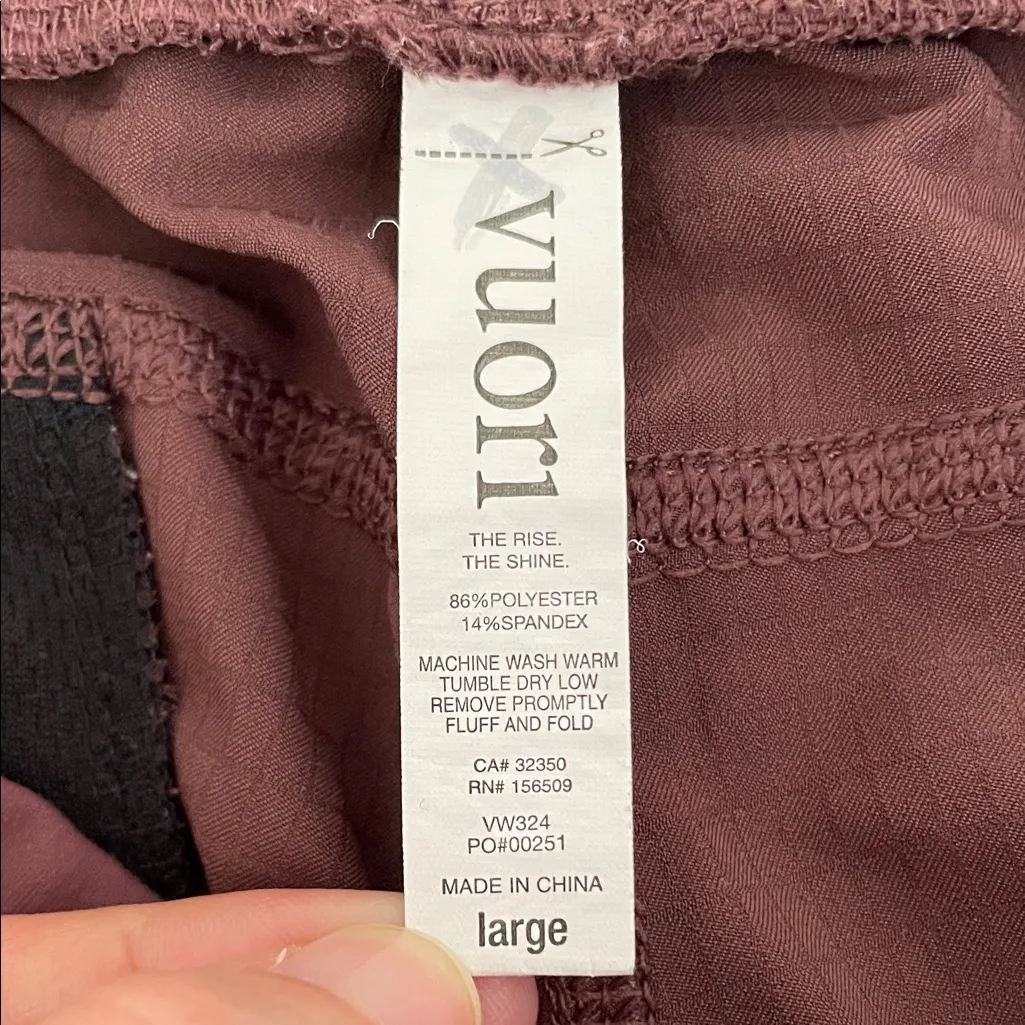 vuori
THE RISE.
THE SHINE.
86%POLYESTER
14%SPANDEX
MACHINE WASH WARM
TUMBLE DRY LOW
REMOVE PROMPTLY
FLUFF AND FOLD
CA# 32350
RN# 156509
VW324
PO#00251
MADE IN CHINA
large